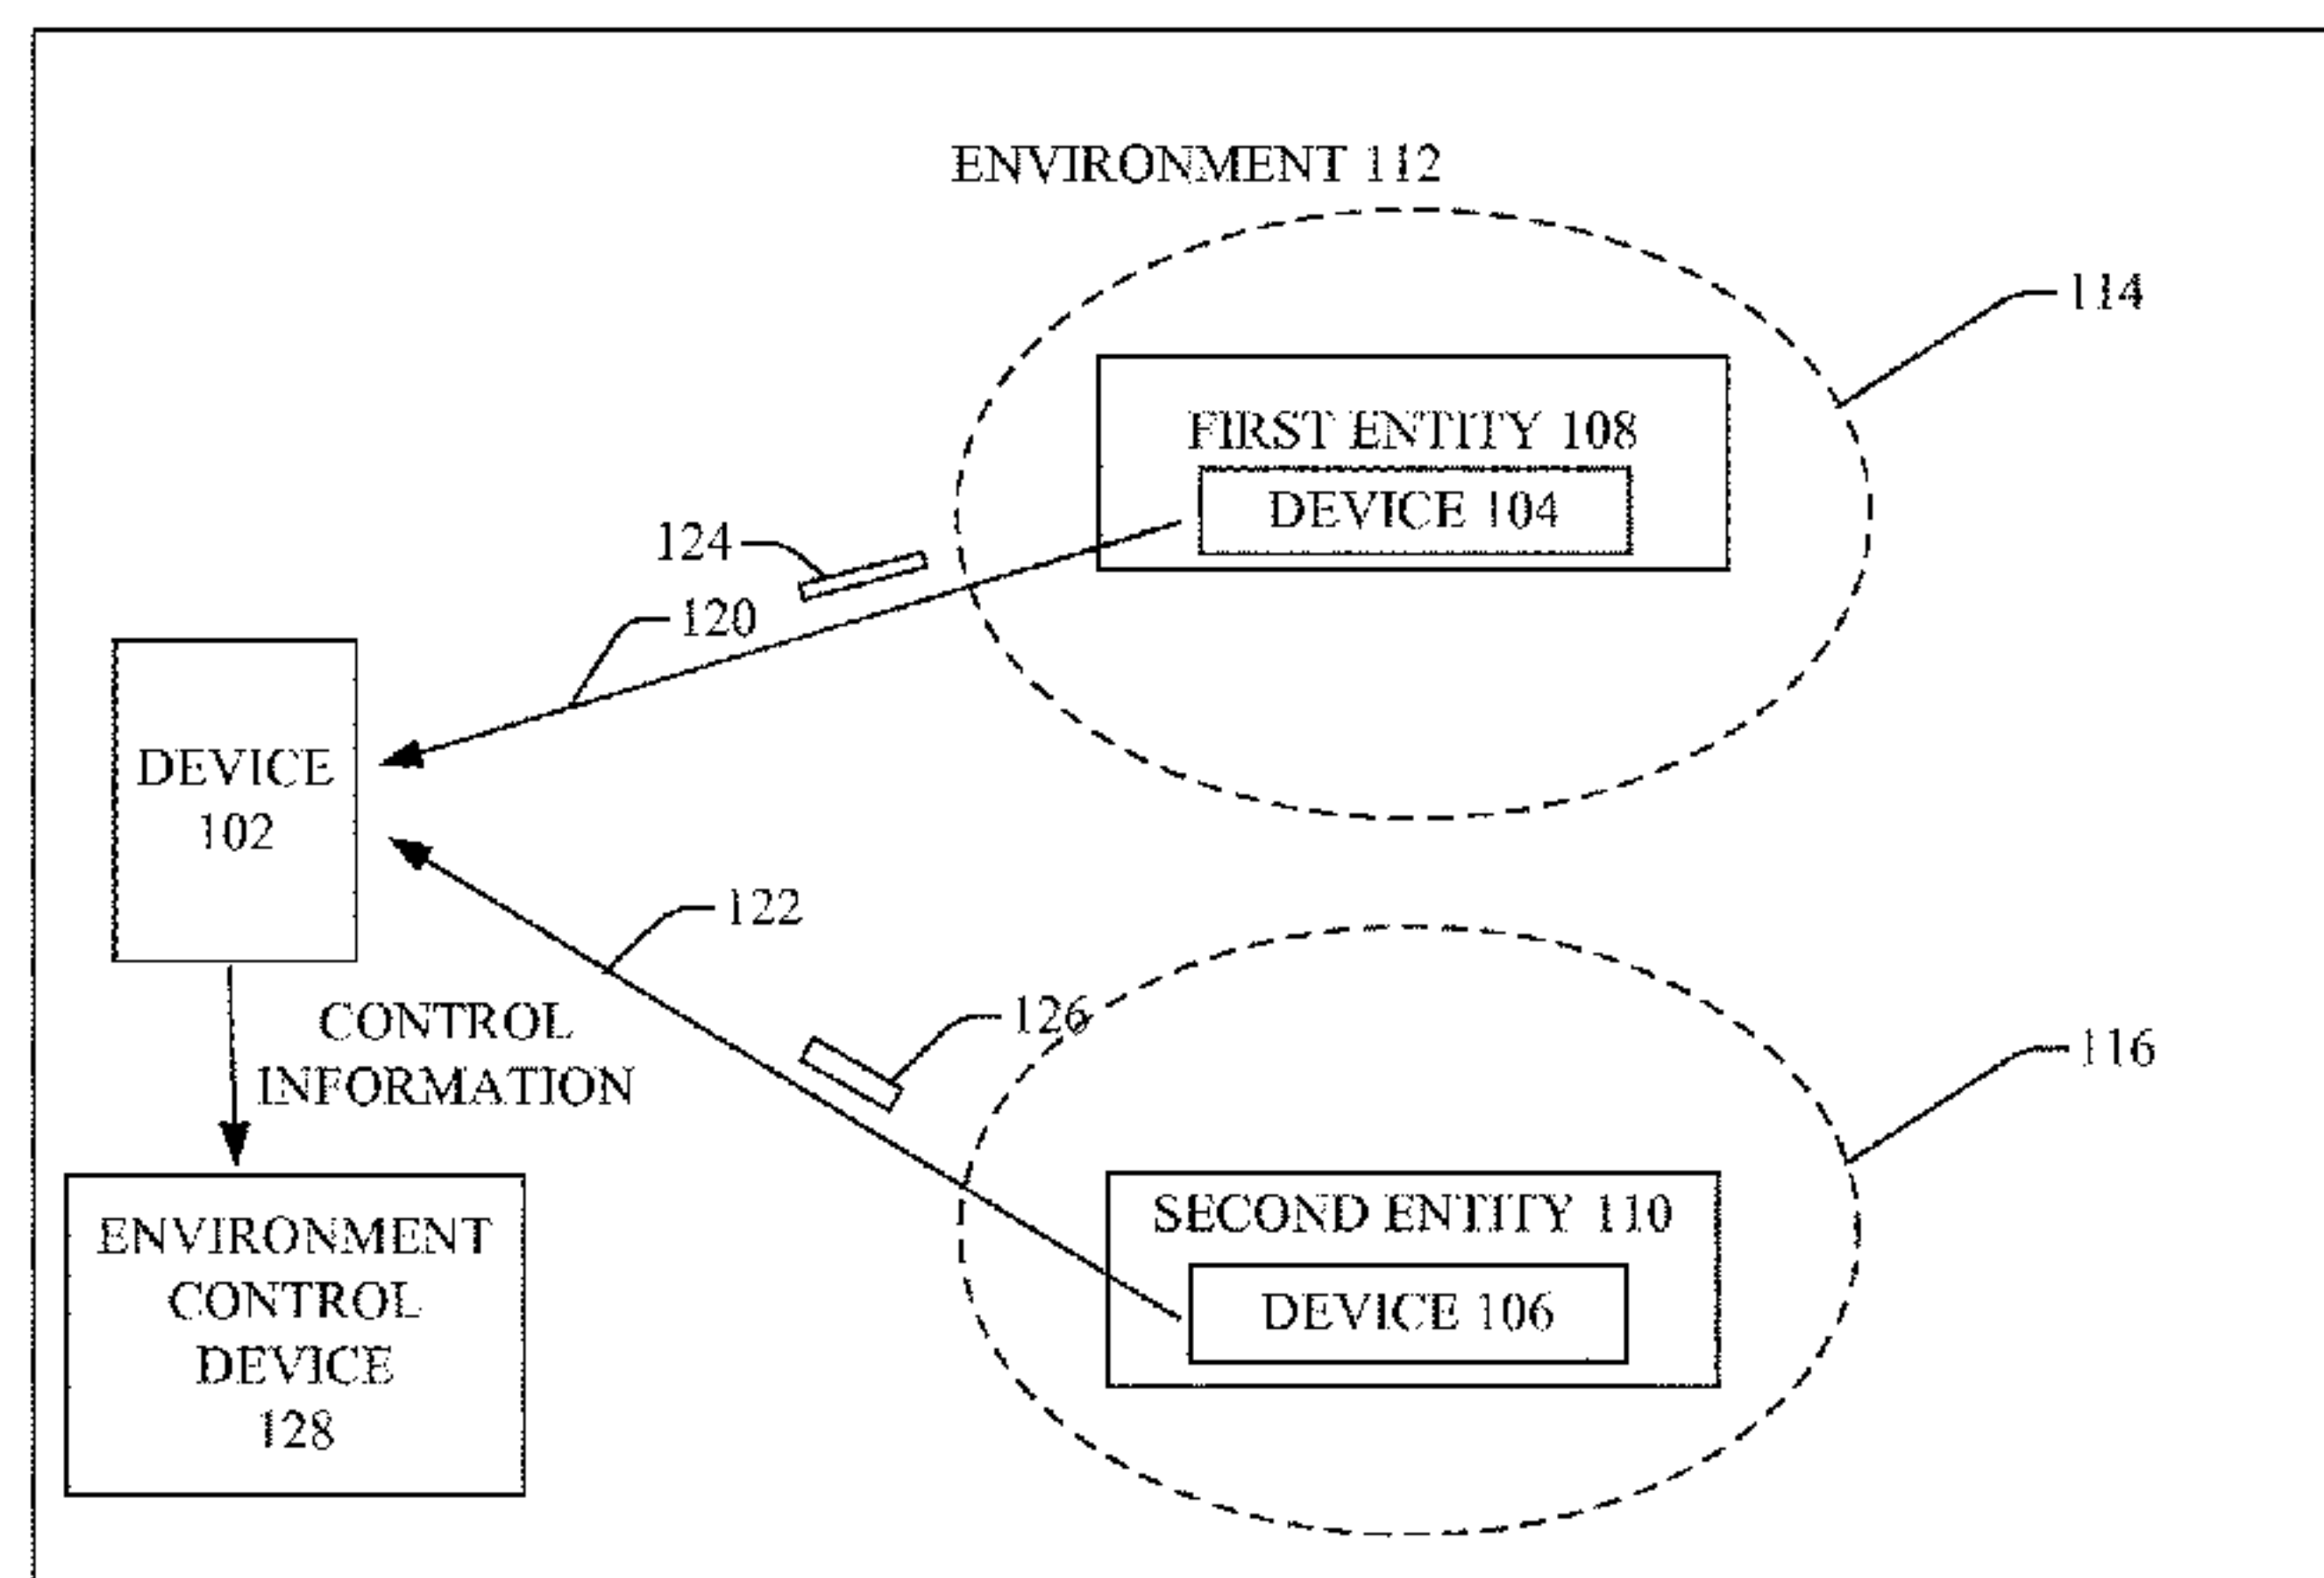 ENVIRONMENT 112
114
FIRST ENTITY 108
DEVICE 104
124
120
DEVICE
102
122
CONTROL
INFORMATION
126
116
ENVIRONMENT
CONTROL
DEVICE
128
SECOND ENTITY 110
DEVICE 106